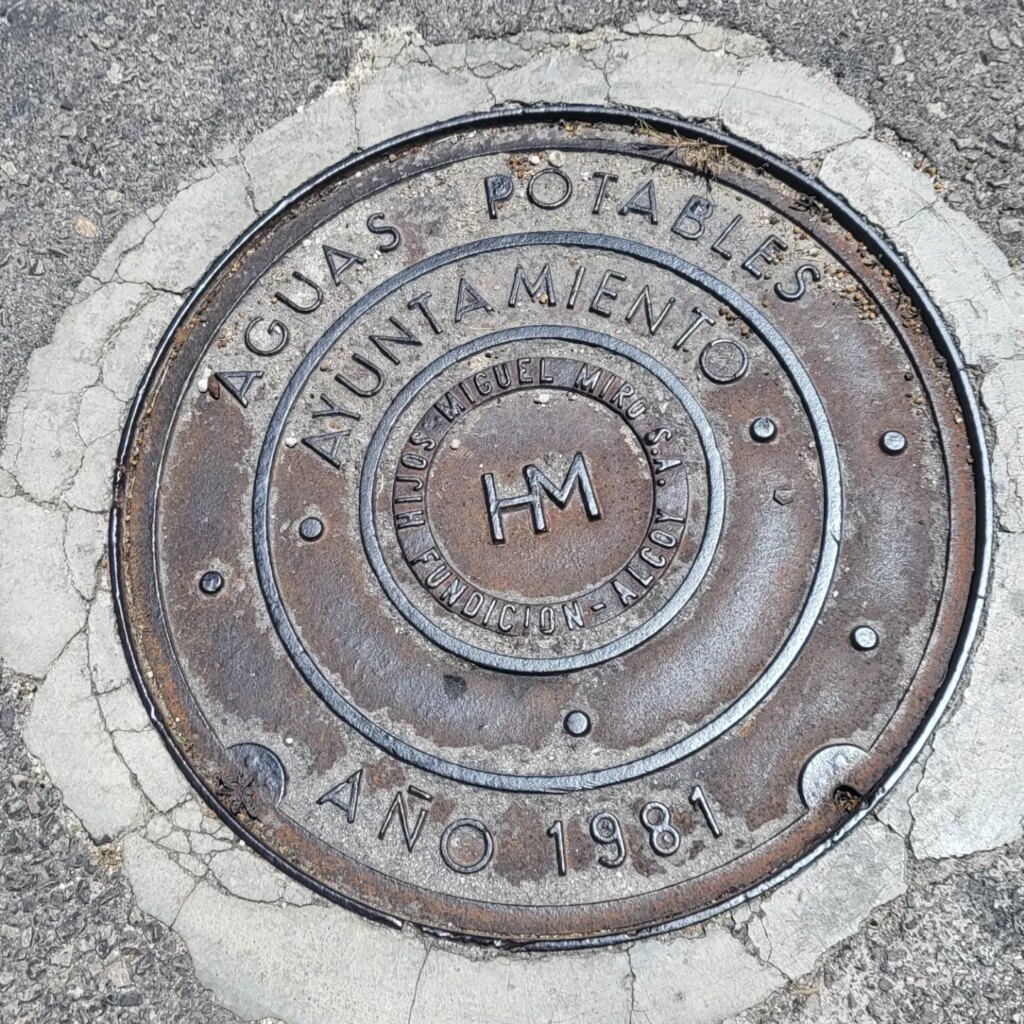 AGUAS POTABLES
AYUNTAMIENTO
HIJOS MIGUEL MIRO S.A.
FUNDICION - ALCOY
HM
AÑO 1981